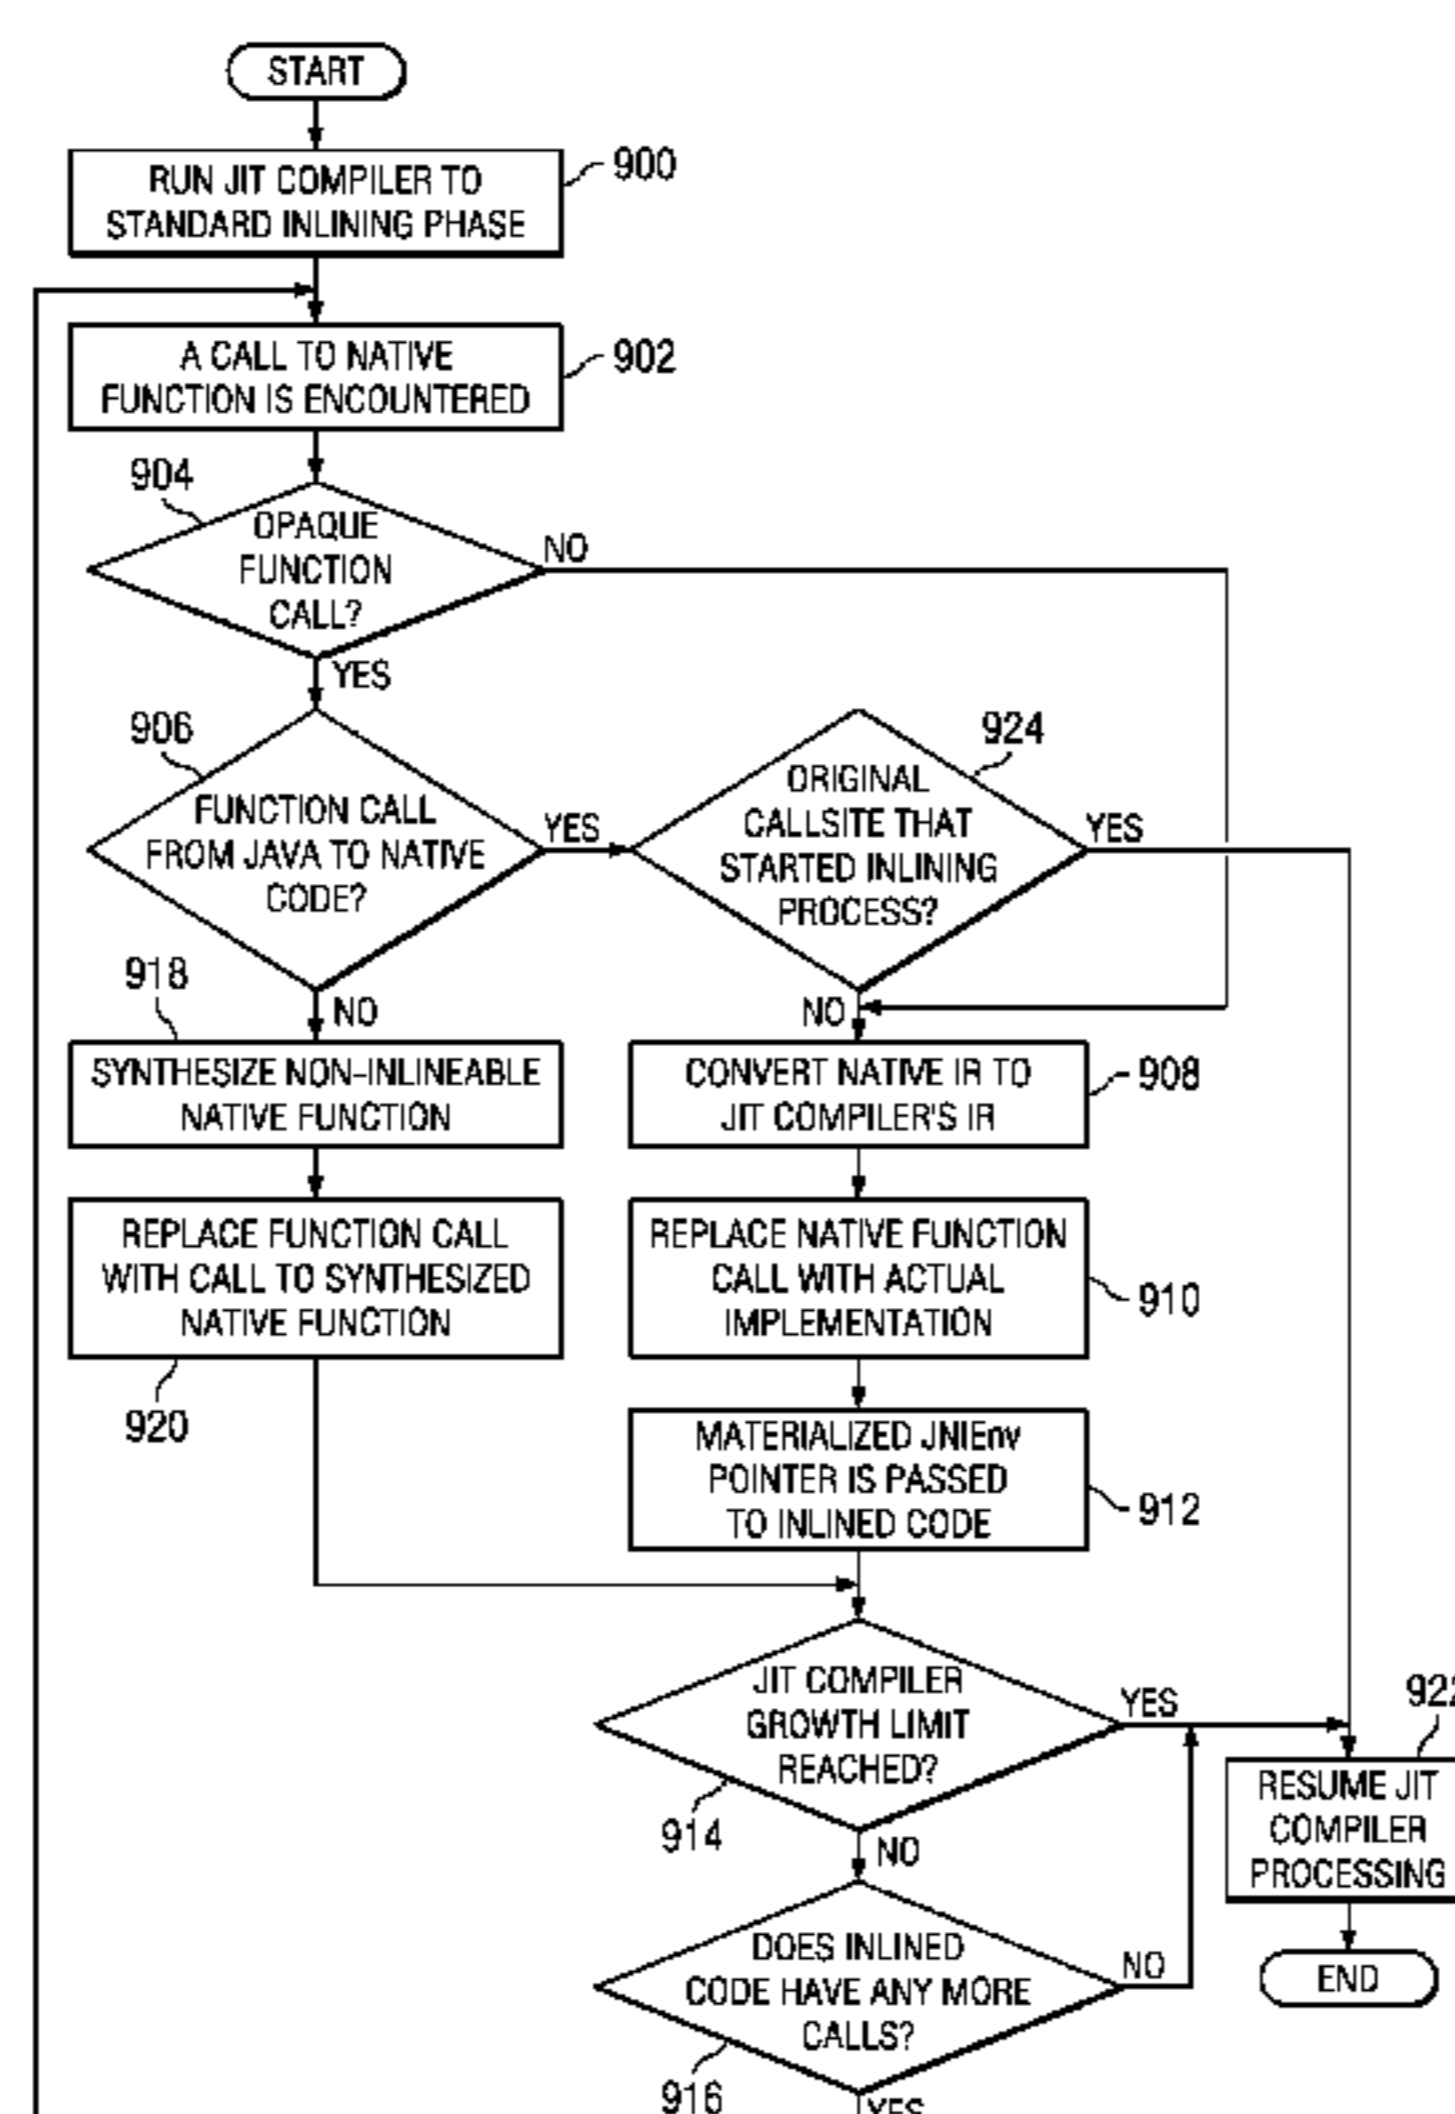 START
RUN JIT COMPILER TO
STANDARD INLINING PHASE
900
A CALL TO NATIVE
FUNCTION IS ENCOUNTERED
902
904
OPAQUE
FUNCTION
CALL?
NO
YES
906
FUNCTION CALL
FROM JAVA TO NATIVE
CODE?
YES
924
ORIGINAL
CALLSITE THAT
STARTED INLINING
PROCESS?
YES
NO
NO
918
SYNTHESIZE NON-INLINEABLE
NATIVE FUNCTION
CONVERT NATIVE IR TO
JIT COMPILER'S IR
908
REPLACE FUNCTION CALL
WITH CALL TO SYNTHESIZED
NATIVE FUNCTION
920
REPLACE NATIVE FUNCTION
CALL WITH ACTUAL
IMPLEMENTATION
910
MATERIALIZED JNIEnv
POINTER IS PASSED
TO INLINED CODE
912
JIT COMPILER
GROWTH LIMIT
REACHED?
YES
914
NO
922
RESUME JIT
COMPILER
PROCESSING
END
DOES INLINED
CODE HAVE ANY MORE
CALLS?
NO
916
YES